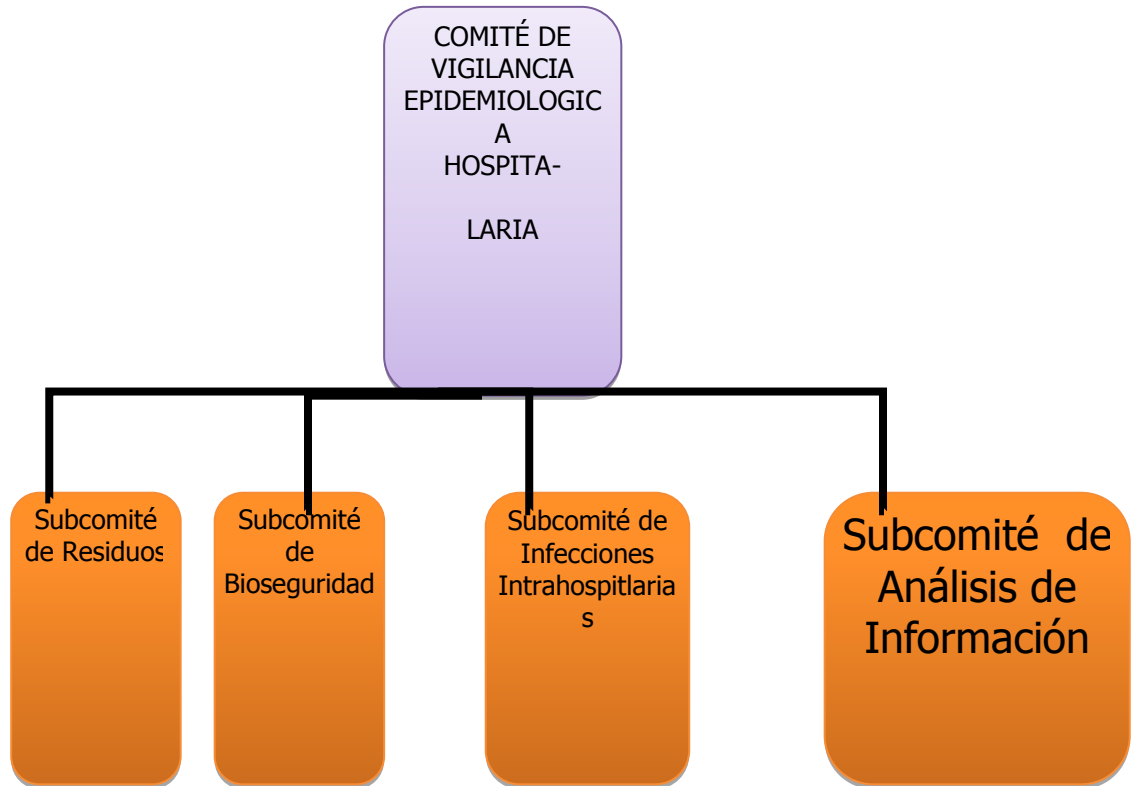 COMITÉ DE
VIGILANCIA
EPIDEMIOLOGIC
A
HOSPITA-
LARIA
Subcomité
de Residuos
Subcomité
de
Bioseguridad
Subcomité de
Infecciones
Intrahospitlaria
s
Subcomité de
Análisis de
Información